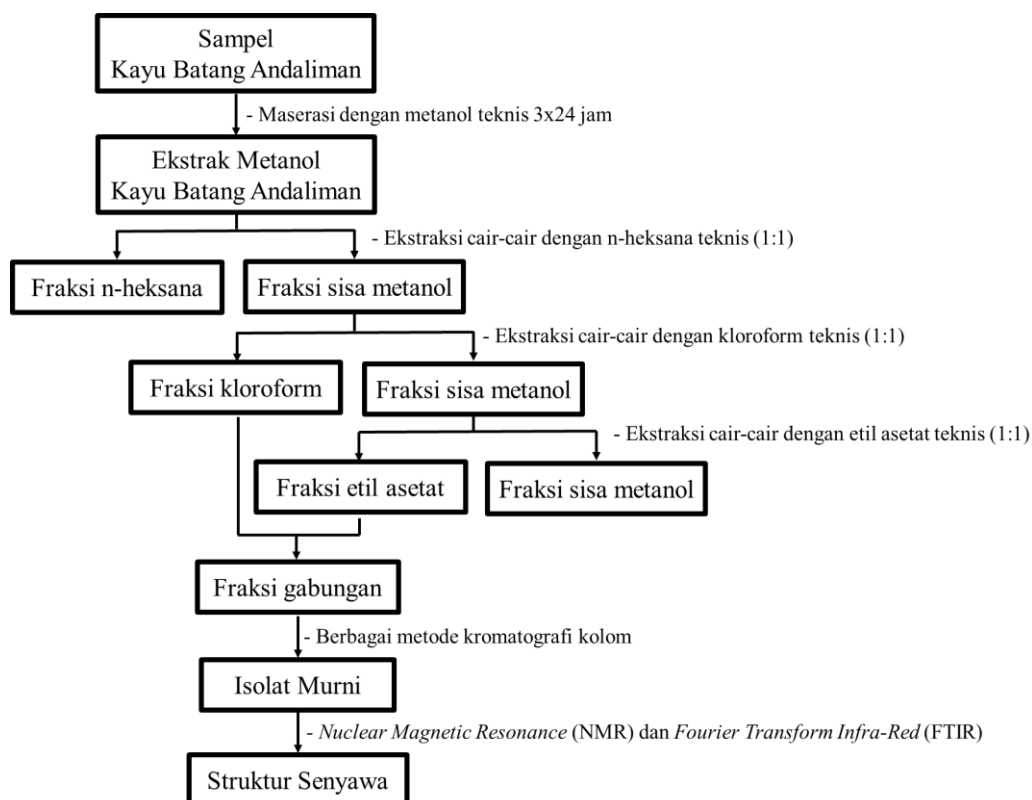 Sampel
Kayu Batang Andaliman
- Maserasi dengan metanol teknis 3x24 jam
Ekstrak Metanol
Kayu Batang Andaliman
- Ekstraksi cair-cair dengan n-heksana teknis (1:1)
Fraksi n-heksana
Fraksi sisa metanol
- Ekstraksi cair-cair dengan kloroform teknis (1:1)
Fraksi kloroform
Fraksi sisa metanol
- Ekstraksi cair-cair dengan etil asetat teknis (1:1)
Fraksi etil asetat
Fraksi sisa metanol
Fraksi gabungan
- Berbagai metode kromatografi kolom
Isolat Murni
- Nuclear Magnetic Resonance (NMR) dan Fourier Transform Infra-Red (FTIR)
Struktur Senyawa